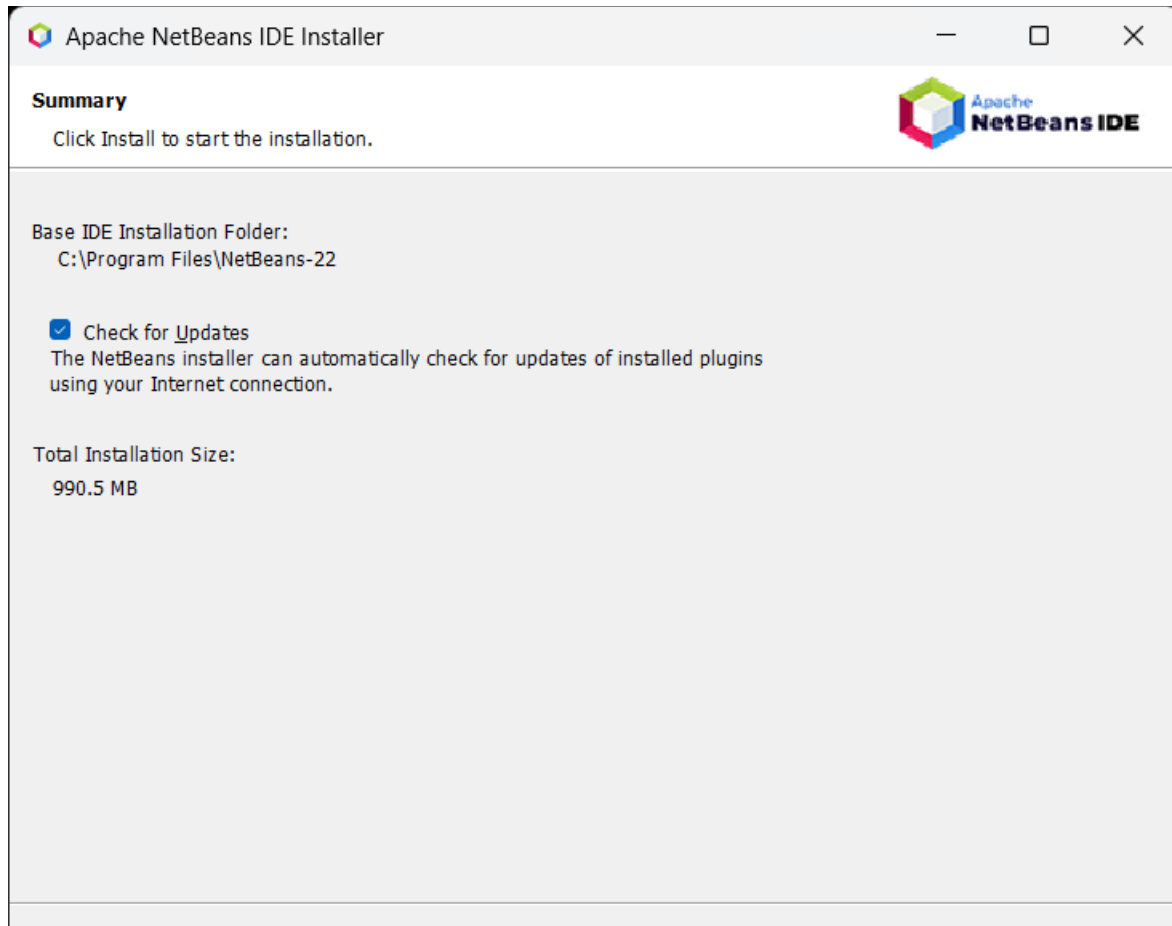 Apache NetBeans IDE Installer
Summary
Click Install to start the installation.
Apache
NetBeans IDE
Base IDE Installation Folder:
C:\Program Files\NetBeans-22
Check for Updates
The NetBeans installer can automatically check for updates of installed plugins
using your Internet connection.
Total Installation Size:
990.5 MB